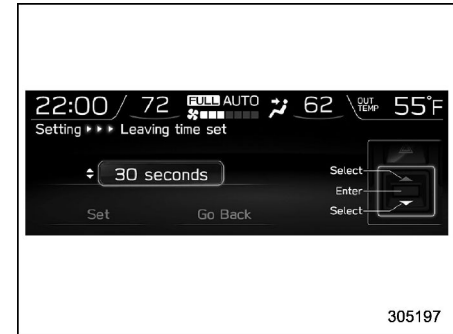 22:00 / 72 FULL AUTO 62 OUT TEMP 55°F
Setting ▸▸▸ Leaving time set
30 seconds
Select
Enter
Set Go Back Select
305197